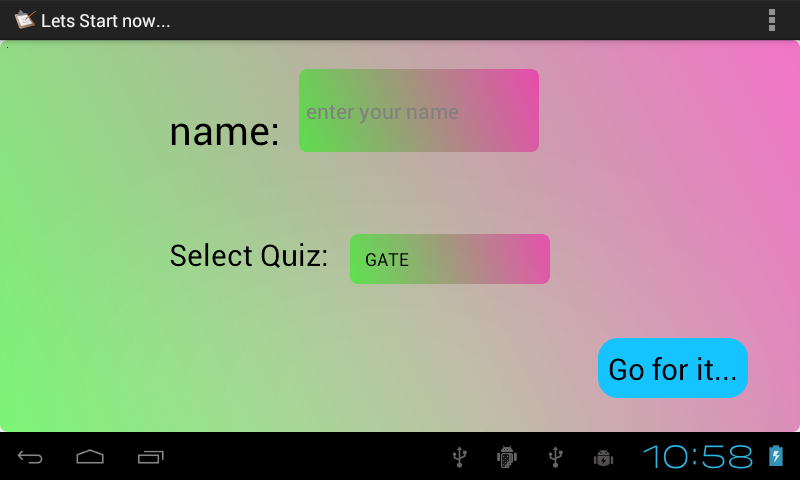 Lets Start now...
enter your name
name:
Select Quiz:
GATE
Go for it...
10:58